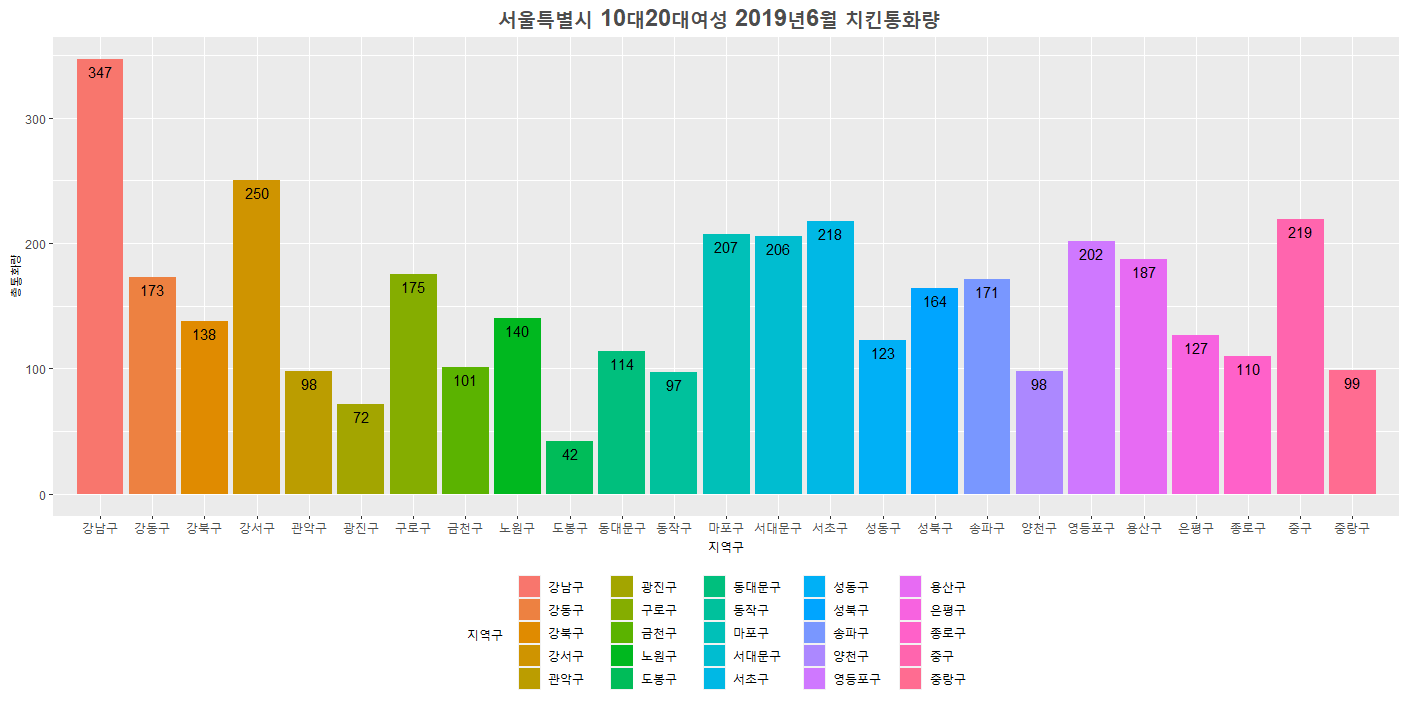 서울특별시 10대20대여성 2019년6월 치킨통화량
총통화량
300
200
100
0
347
173
138
250
98
72
175
101
140
42
114
97
207
206
218
123
164
171
98
202
187
127
110
219
99
강남구 강동구 강북구 강서구 관악구 광진구 구로구 금천구 노원구 도봉구 동대문구 동작구 마포구 서대문구 서초구 성동구 성북구 송파구 양천구 영등포구 용산구 은평구 종로구 중구 중랑구
지역구
지역구
강남구 광진구 동대문구 성동구 용산구
강동구 구로구 동작구 성북구 은평구
강북구 금천구 마포구 송파구 종로구
강서구 노원구 서대문구 양천구 중구
관악구 도봉구 서초구 영등포구 중랑구